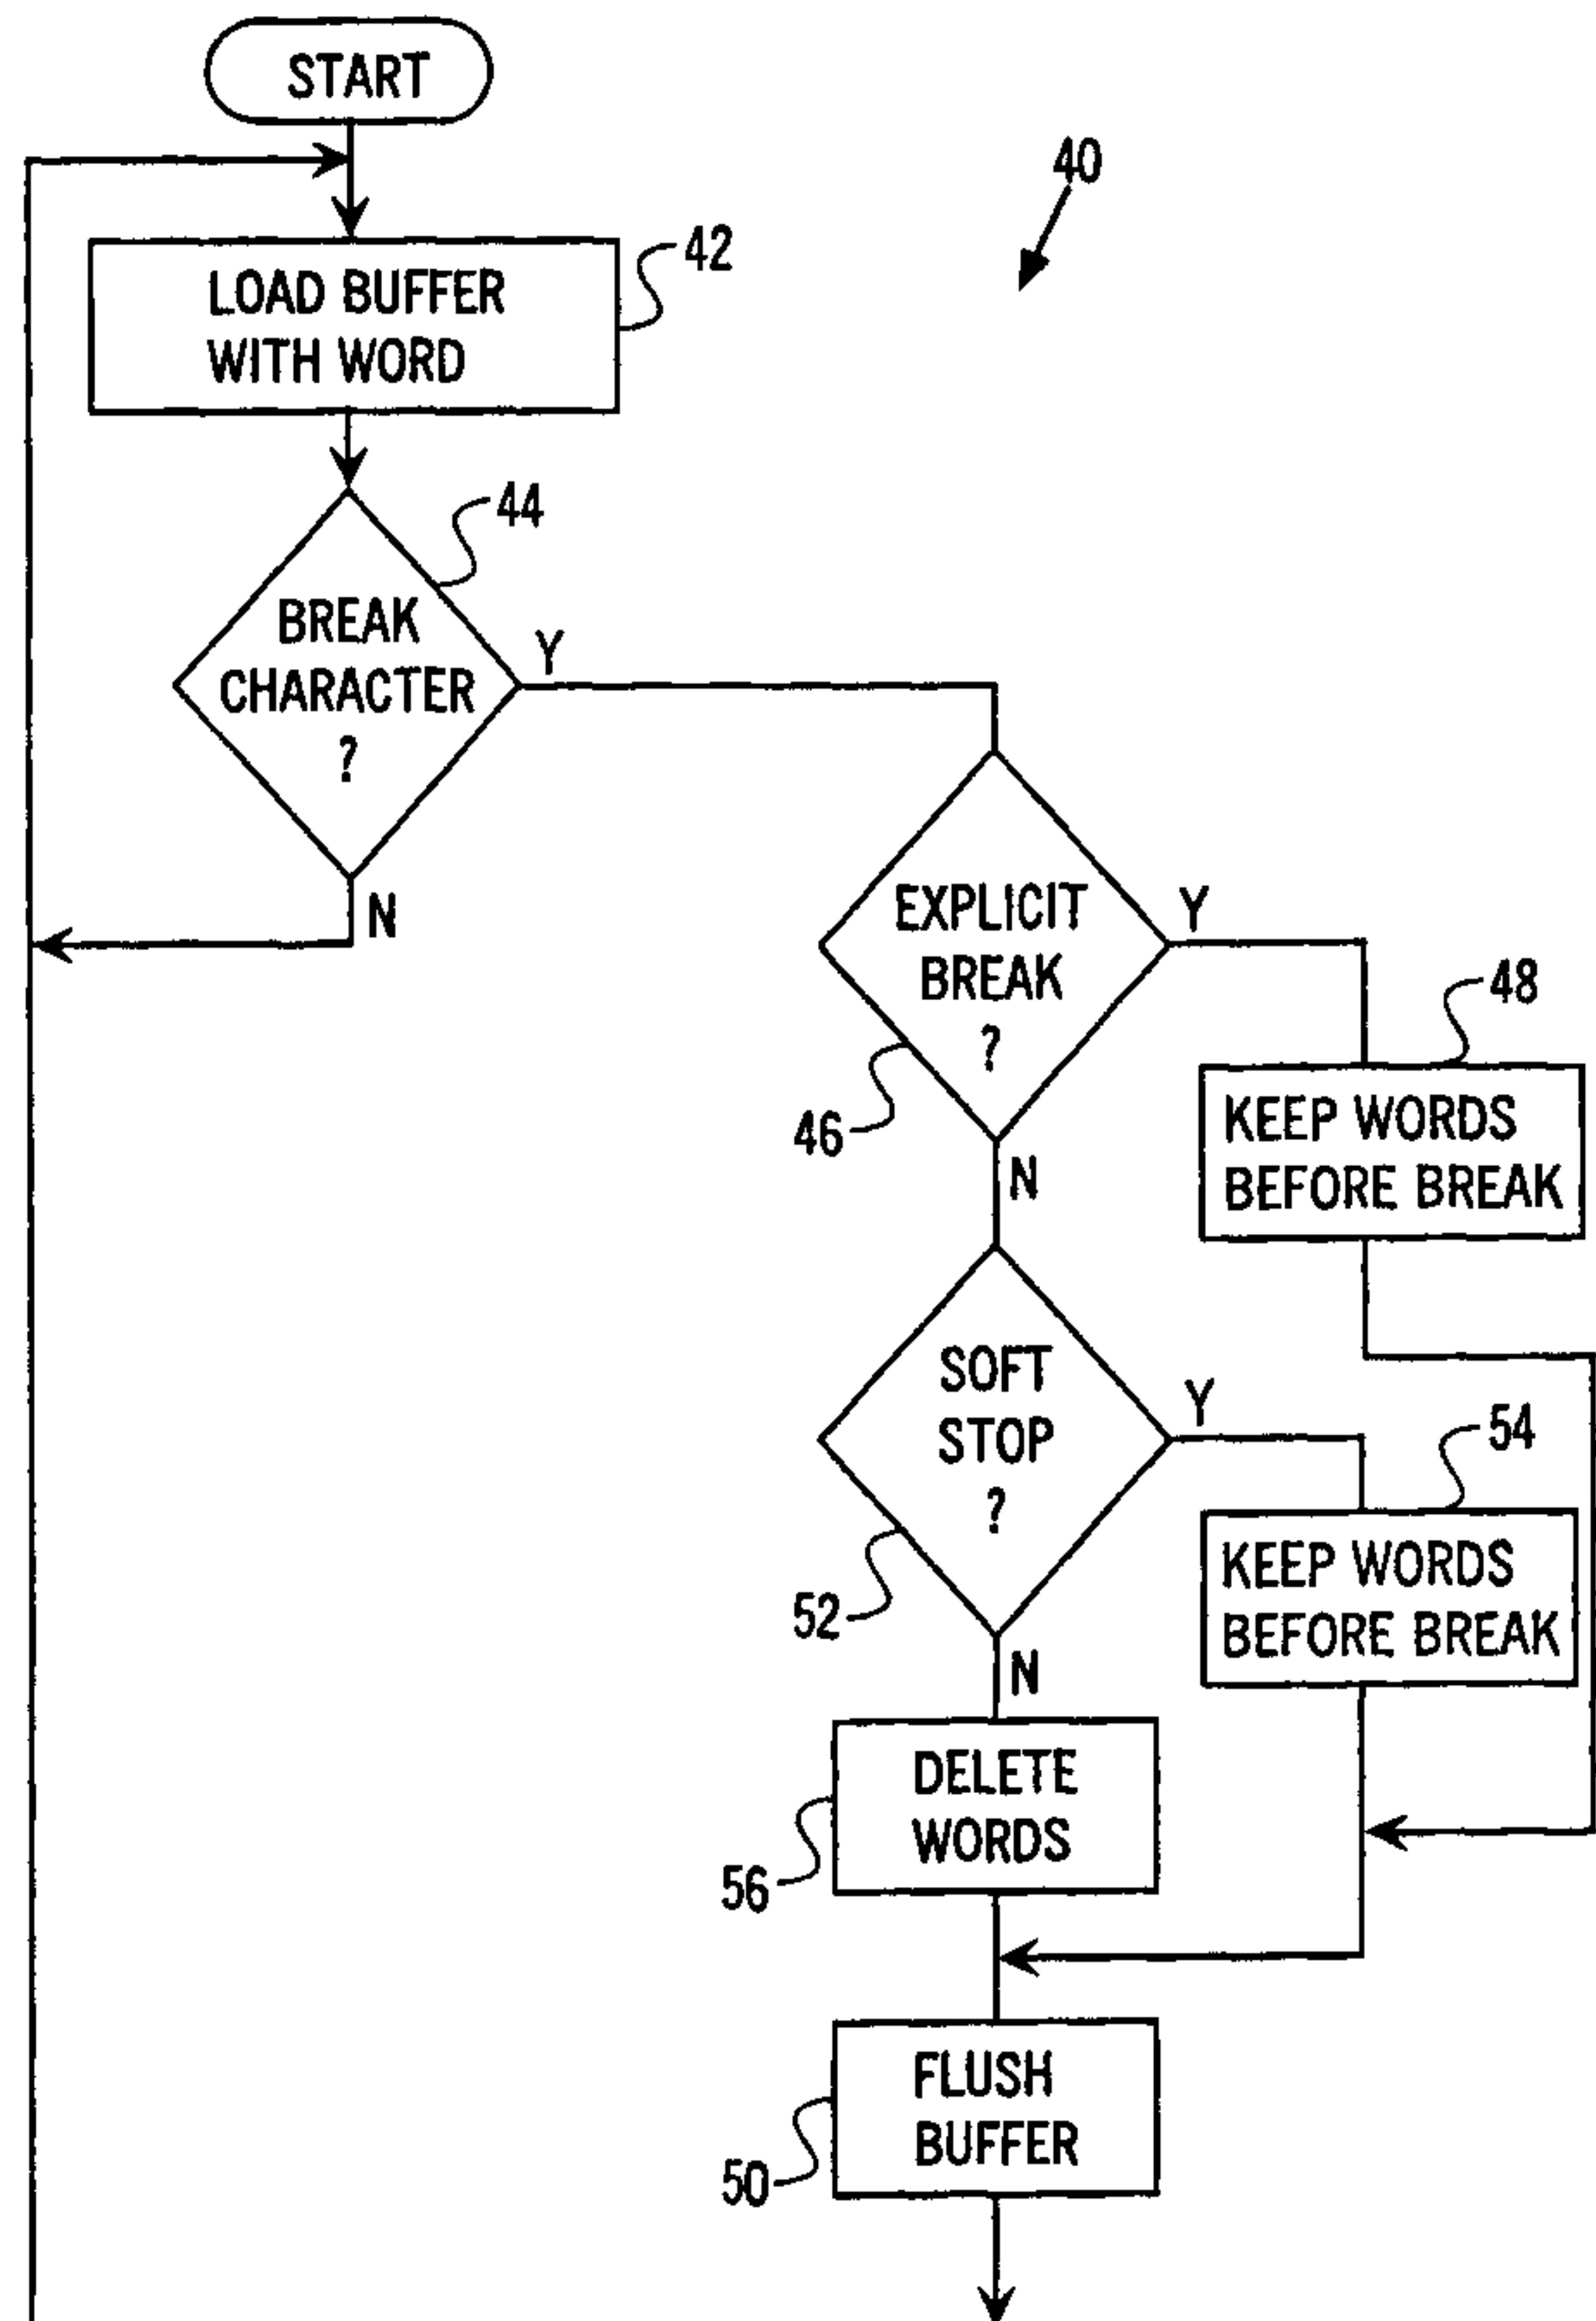 START
40
LOAD BUFFER
WITH WORD
42
44
BREAK
CHARACTER
?
Y
N
EXPLICIT
BREAK
?
Y
46
N
48
KEEP WORDS
BEFORE BREAK
SOFT
STOP
?
Y
52
N
54
KEEP WORDS
BEFORE BREAK
DELETE
WORDS
56
FLUSH
BUFFER
50